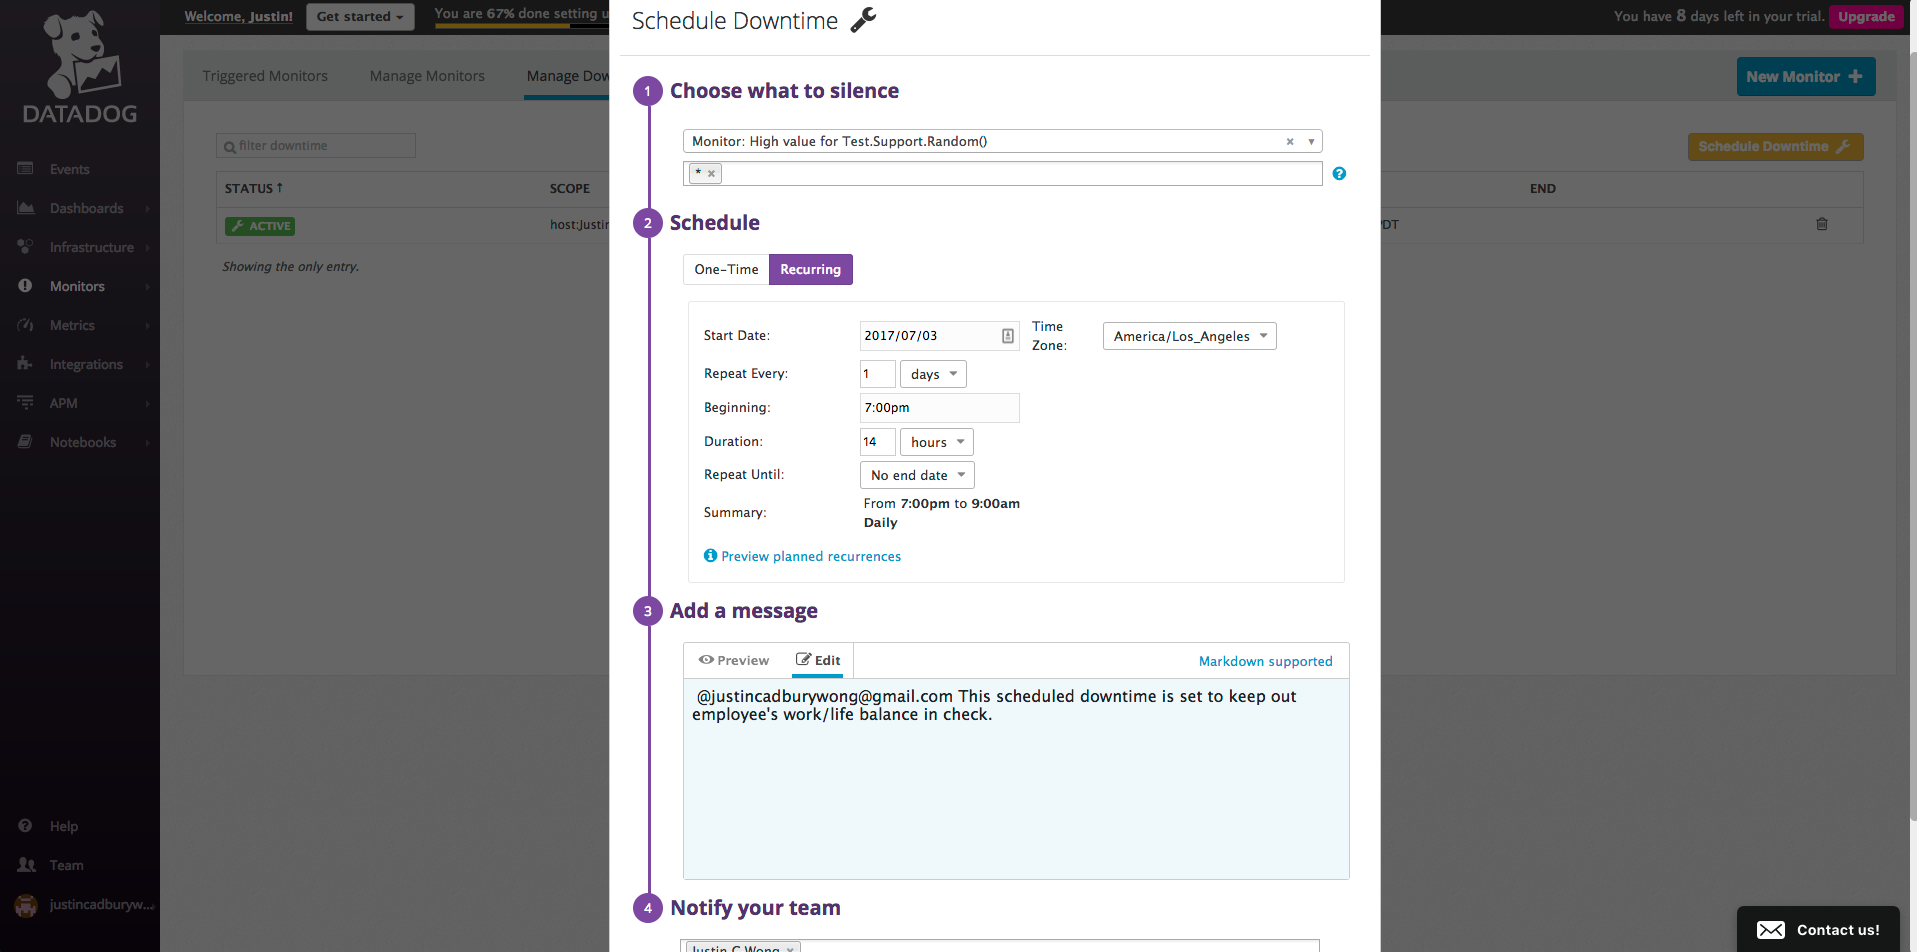 DATADOG
Welcome, Justin!
Get started
You are 67% done setting u
You have 8 days left in your trial.
Upgrade
Events
Dashboards
Infrastructure
Monitors
Metrics
Integrations
APM
Notebooks
Help
Team
justincadburyw...
Triggered Monitors
Manage Monitors
Manage Dow
New Monitor +
filter downtime
Schedule Downtime
STATUS↑
SCOPE
END
ACTIVE
host:Justin
PDT
Showing the only entry.
Schedule Downtime
1 Choose what to silence
Monitor: High value for Test.Support.Random() ×
* ×
?
2 Schedule
One-Time
Recurring
Start Date:
2017/07/03
Time Zone:
America/Los_Angeles
Repeat Every:
1
days
Beginning:
7:00pm
Duration:
14
hours
Repeat Until:
No end date
Summary:
From 7:00pm to 9:00am
Daily
Preview planned recurrences
3 Add a message
Preview
Edit
Markdown supported
@justincadburywong@gmail.com This scheduled downtime is set to keep out
employee's work/life balance in check.
4 Notify your team
Justin C Wong ×
Contact us!